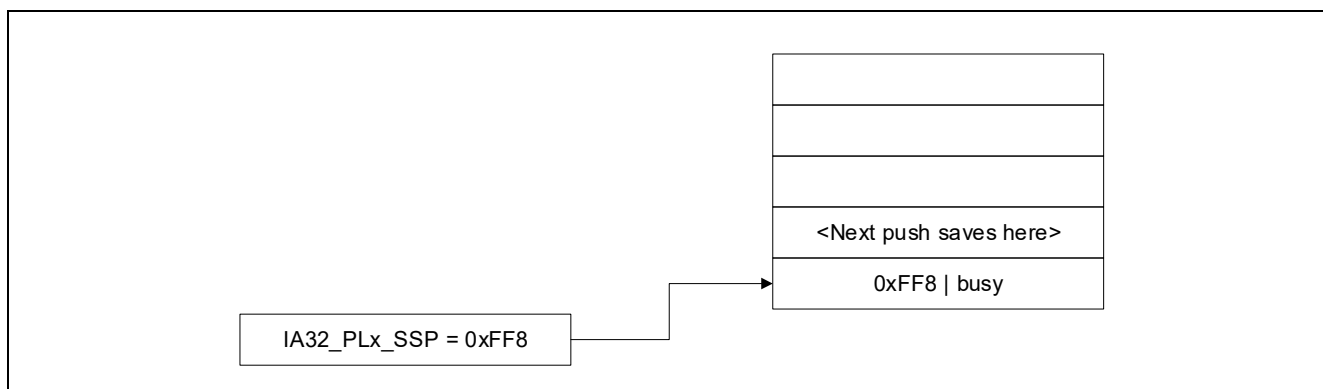 <Next push saves here>
0xFF8 | busy
IA32_PLx_SSP = 0xFF8